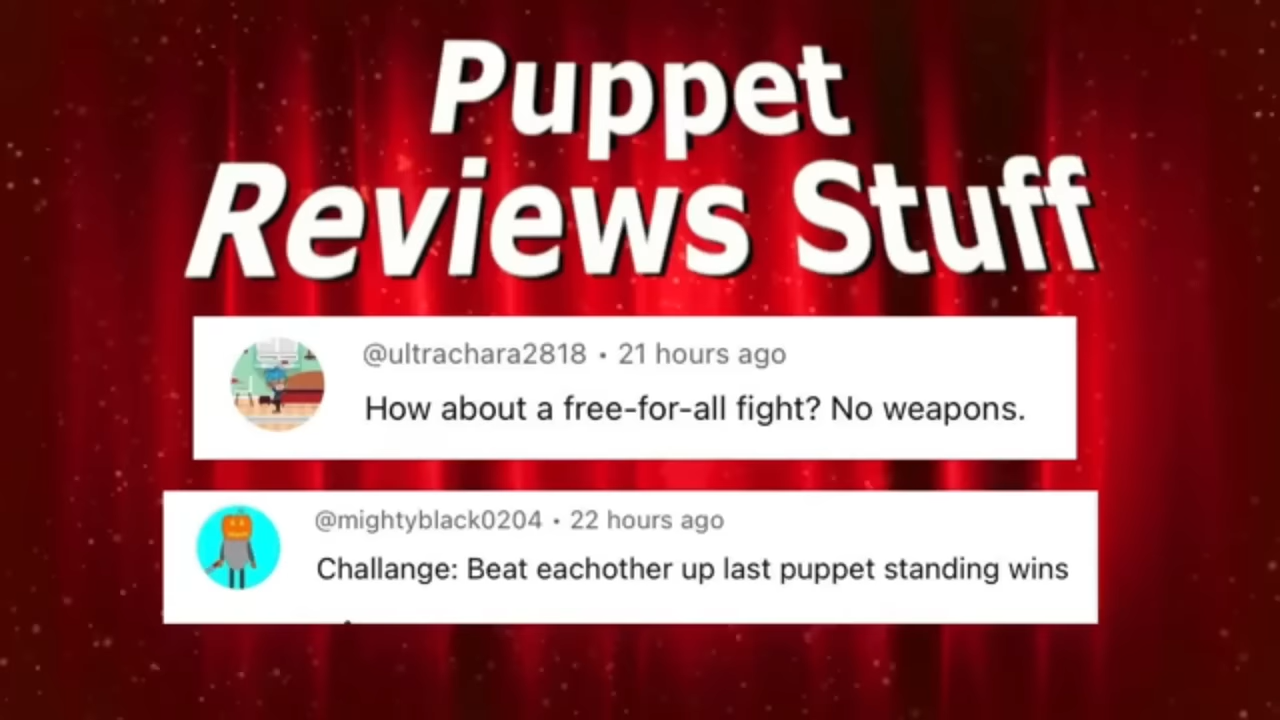 Puppet
Reviews Stuff
@ultrachara2818 • 21 hours ago
How about a free-for-all fight? No weapons.
@mightyblack0204 • 22 hours ago
Challange: Beat eachother up last puppet standing wins